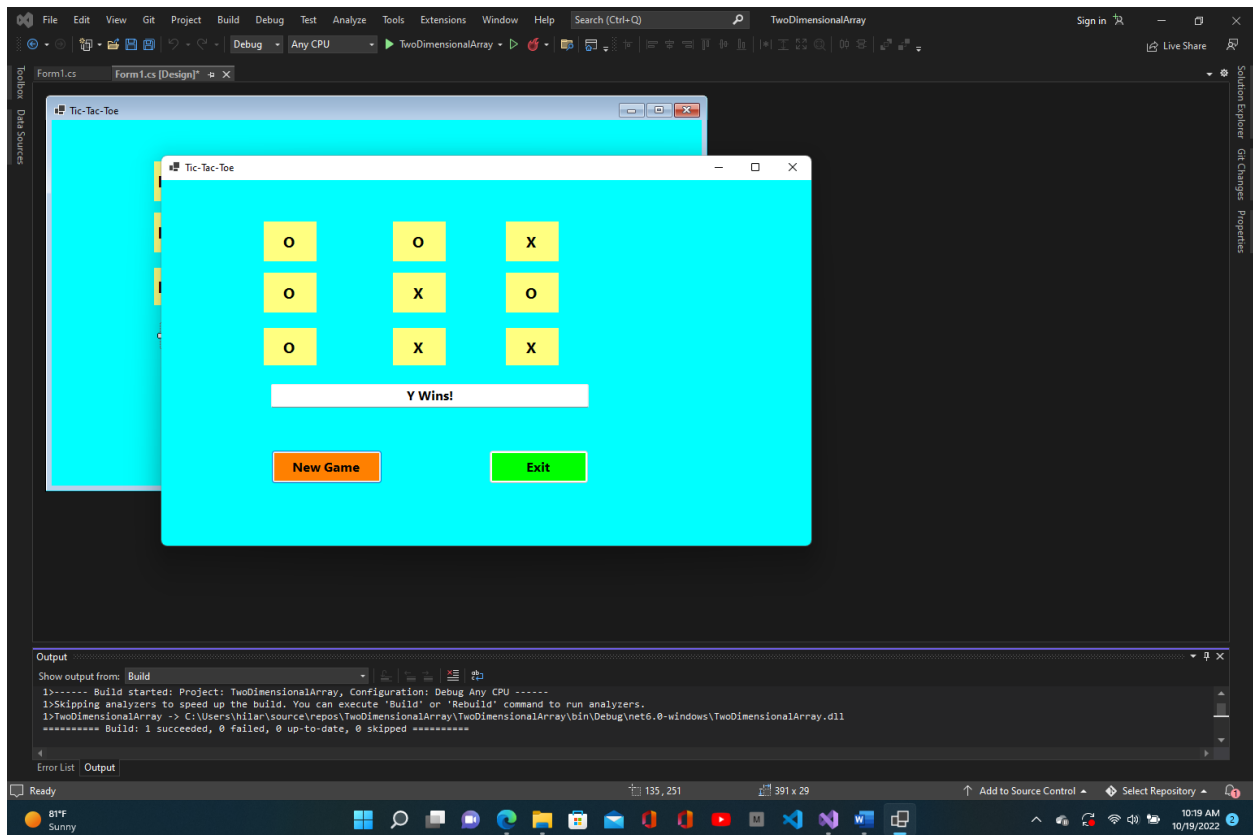 File Edit View Git Project Build Debug Test Analyze Tools Extensions Window Help Search (Ctrl+Q) TwoDimensionalArray Sign in
Debug Any CPU TwoDimensionalArray Live Share
Toolbox
Data Sources
Form1.cs Form1.cs [Design]*
Solution Explorer
Git Changes
Properties
Tic-Tac-Toe
Tic-Tac-Toe
O O X
O X O
O X X
Y Wins!
New Game Exit
Output
Show output from: Build
1>------ Build started: Project: TwoDimensionalArray, Configuration: Debug Any CPU ------
1>Skipping analyzers to speed up the build. You can execute 'Build' or 'Rebuild' command to run analyzers.
1>TwoDimensionalArray -> C:\Users\hilar\source\repos\TwoDimensionalArray\TwoDimensionalArray\bin\Debug\net6.0-windows\TwoDimensionalArray.dll
========== Build: 1 succeeded, 0 failed, 0 up-to-date, 0 skipped ==========
Error List Output
Ready 135, 251 391 x 29 Add to Source Control Select Repository 1
81°F
Sunny
10:19 AM
10/19/2022 2